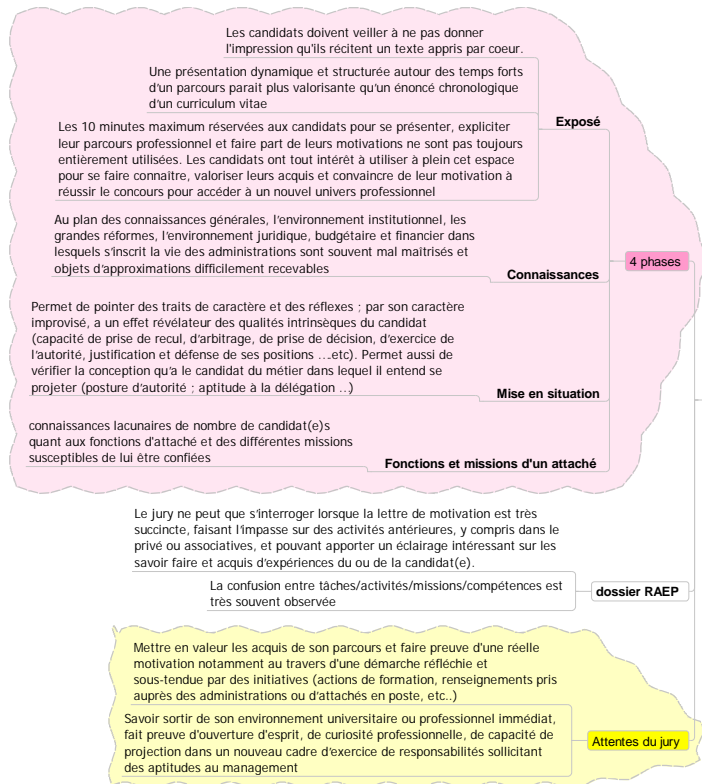 Les candidats doivent veiller à ne pas donner
l'impression qu'ils récitent un texte appris par coeur.
Une présentation dynamique et structurée autour des temps forts
d'un parcours parait plus valorisante qu'un énoncé chronologique
d'un curriculum vitae
Exposé
Les 10 minutes maximum réservées aux candidats pour se présenter, expliciter
leur parcours professionnel et faire part de leurs motivations ne sont pas toujours
entièrement utilisées. Les candidats ont tout intérêt à utiliser à plein cet espace
pour se faire connaître, valoriser leurs acquis et convaincre de leur motivation à
réussir le concours pour accéder à un nouvel univers professionnel
Au plan des connaissances générales, l'environnement institutionnel, les
grandes réformes, l'environnement juridique, budgétaire et financier dans
lesquels s'inscrit la vie des administrations sont souvent mal maitrisés et
objets d'approximations difficilement recevables
Connaissances
4 phases
Permet de pointer des traits de caractère et des réflexes ; par son caractère
improvisé, a un effet révélateur des qualités intrinsèques du candidat
(capacité de prise de recul, d'arbitrage, de prise de décision, d'exercice de
l'autorité, justification et défense de ses positions ...etc). Permet aussi de
vérifier la conception qu'a le candidat du métier dans lequel il entend se
projeter (posture d'autorité ; aptitude à la délégation ...)
Mise en situation
connaissances lacunaires de nombre de candidat(e)s
quant aux fonctions d'attaché et des différentes missions
susceptibles de lui être confiées
Fonctions et missions d'un attaché
Le jury ne peut que s'interroger lorsque la lettre de motivation est très
succincte, faisant l'impasse sur des activités antérieures, y compris dans le
privé ou associatives, et pouvant apporter un éclairage intéressant sur les
savoir faire et acquis d'expériences du ou de la candidat(e).
La confusion entre tâches/activités/missions/compétences est
très souvent observée
dossier RAEP
Mettre en valeur les acquis de son parcours et faire preuve d'une réelle
motivation notamment au travers d'une démarche réfléchie et
sous-tendue par des initiatives (actions de formation, renseignements pris
auprès des administrations ou d'attachés en poste, etc..)
Savoir sortir de son environnement universitaire ou professionnel immédiat,
fait preuve d'ouverture d'esprit, de curiosité professionnelle, de capacité de
projection dans un nouveau cadre d'exercice de responsabilités sollicitant
des aptitudes au management
Attentes du jury